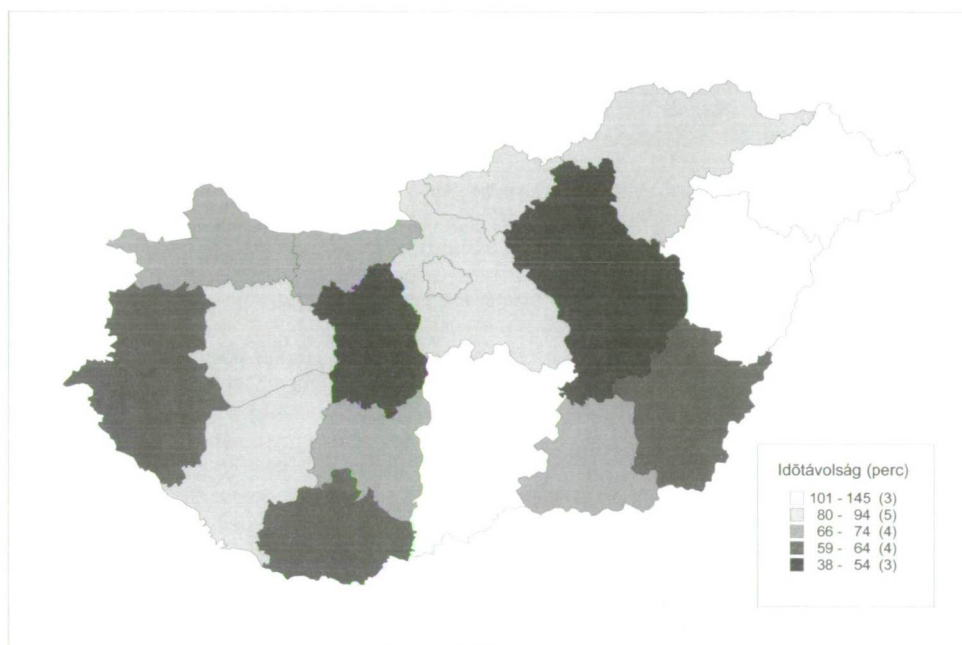 Időtávolság (perc)
101 - 145 (3)
80 - 94 (5)
66 - 74 (4)
59 - 64 (4)
38 - 54 (3)